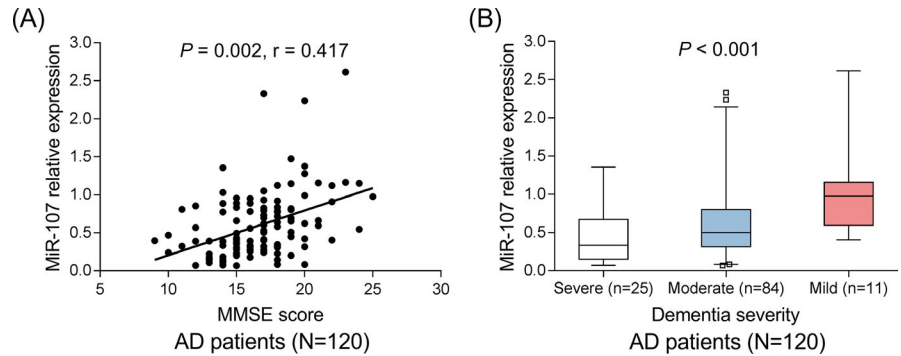 (A)
P = 0.002, r = 0.417
MiR-107 relative expression
3.0
2.5
2.0
1.5
1.0
0.5
0.0
5 10 15 20 25 30
MMSE score
AD patients (N=120)
(B)
P < 0.001
MiR-107 relative expression
3.0
2.5
2.0
1.5
1.0
0.5
0.0
Severe (n=25) Moderate (n=84) Mild (n=11)
Dementia severity
AD patients (N=120)